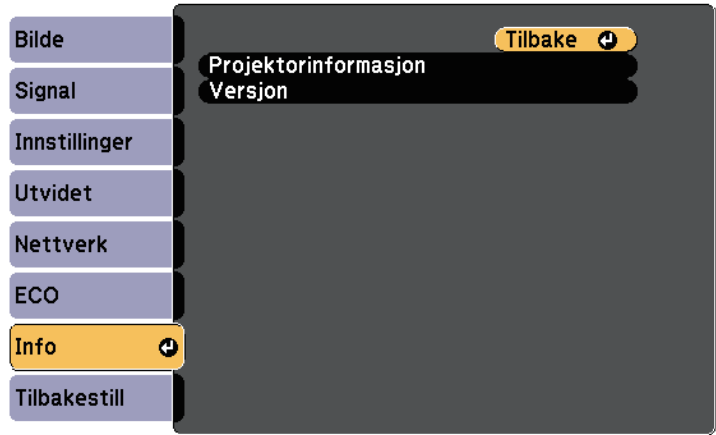 Bilde
Signal
Innstillinger
Utvidet
Nettverk
ECO
Info
Tilbakestill
Tilbake
Projektorinformasjon
Versjon